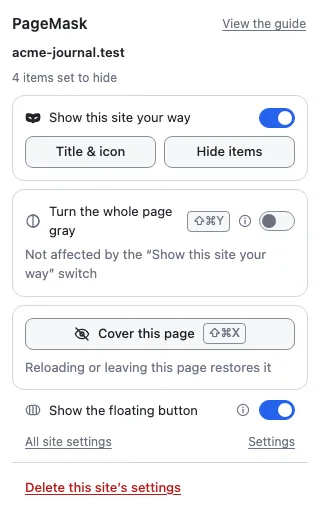 PageMask
View the guide
acme-journal.test
4 items set to hide
Show this site your way
Title & icon
Hide items
Turn the whole page
gray
⇧⌘Y
Not affected by the “Show this site your
way” switch
Cover this page
⇧⌘X
Reloading or leaving this page restores it
Show the floating button
All site settings
Settings
Delete this site’s settings